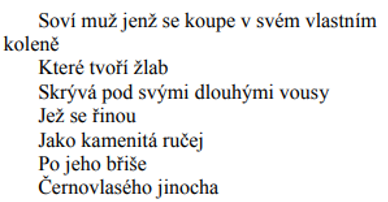 Soví muž jenž se koupe v svém vlastním
koleně
Které tvoří žlab
Skrývá pod svými dlouhými vousy
Jež se řinou
Jako kamenitá ručej
Po jeho břiše
Černovlasého jinocha